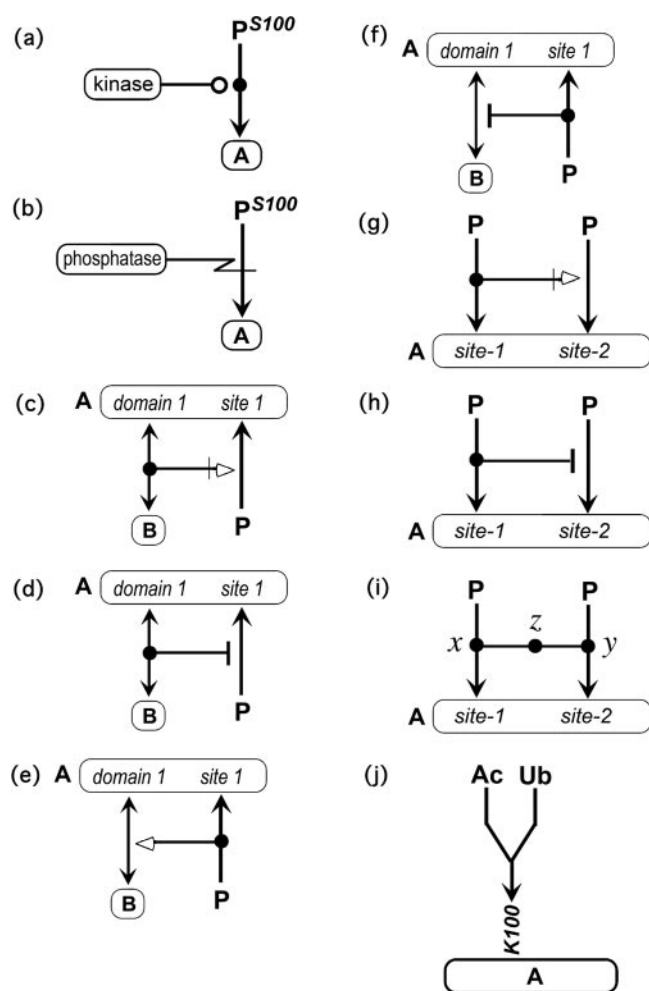 (a)
P^S100
kinase
A
(b)
P^S100
phosphatase
A
(c)
A domain 1 site 1
B P
(d)
A domain 1 site 1
B P
(e)
A domain 1 site 1
B P
(f)
A domain 1 site 1
B P
(g)
P P
A site-1 site-2
(h)
P P
A site-1 site-2
(i)
P P
x z y
A site-1 site-2
(j)
Ac Ub
K100
A